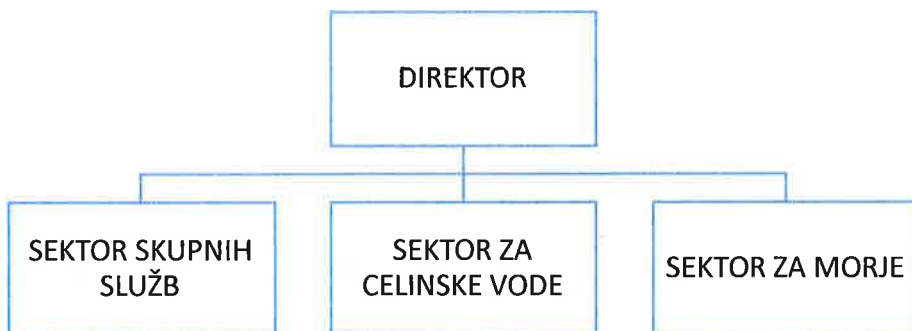 DIREKTOR
SEKTOR SKUPNIH
SLUŽB
SEKTOR ZA
CELINSKE VODE
SEKTOR ZA MORJE